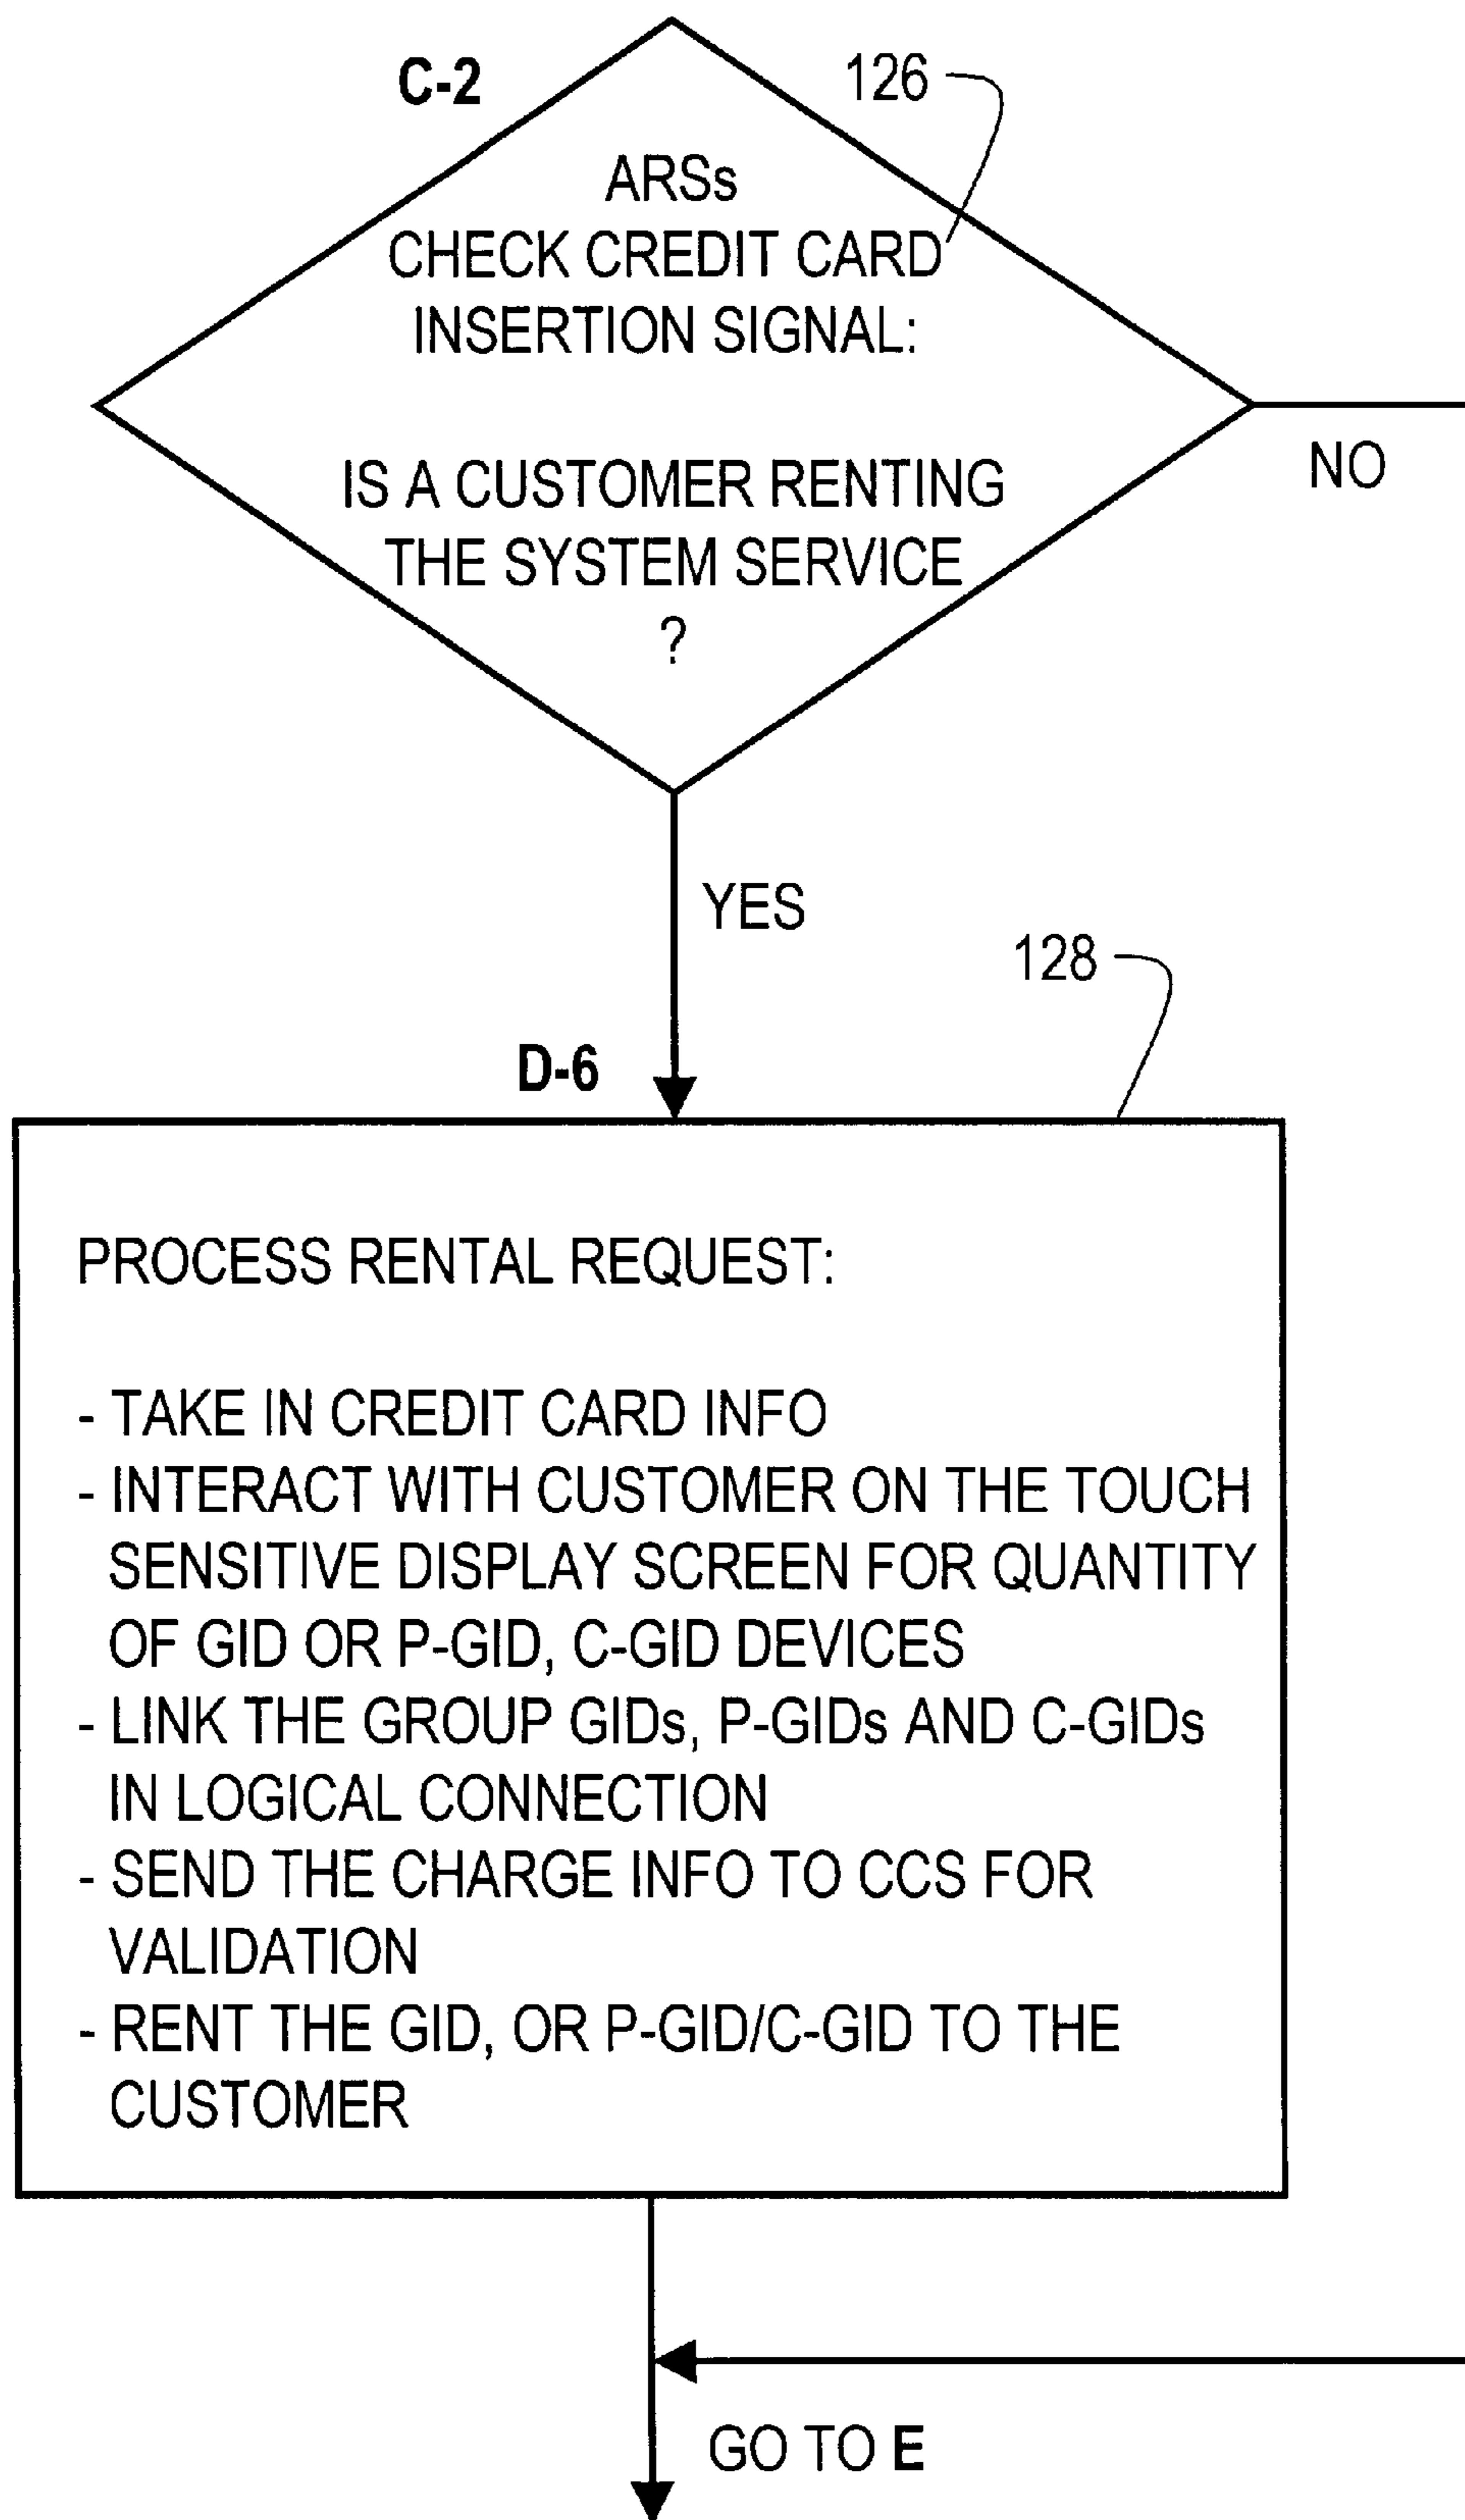 C-2
126
ARSs
CHECK CREDIT CARD
INSERTION SIGNAL:
IS A CUSTOMER RENTING
THE SYSTEM SERVICE
?
NO
YES
128
D-6
PROCESS RENTAL REQUEST:
- TAKE IN CREDIT CARD INFO
- INTERACT WITH CUSTOMER ON THE TOUCH
SENSITIVE DISPLAY SCREEN FOR QUANTITY
OF GID OR P-GID, C-GID DEVICES
- LINK THE GROUP GIDs, P-GIDs AND C-GIDs
IN LOGICAL CONNECTION
- SEND THE CHARGE INFO TO CCS FOR
VALIDATION
- RENT THE GID, OR P-GID/C-GID TO THE
CUSTOMER
GO TO E